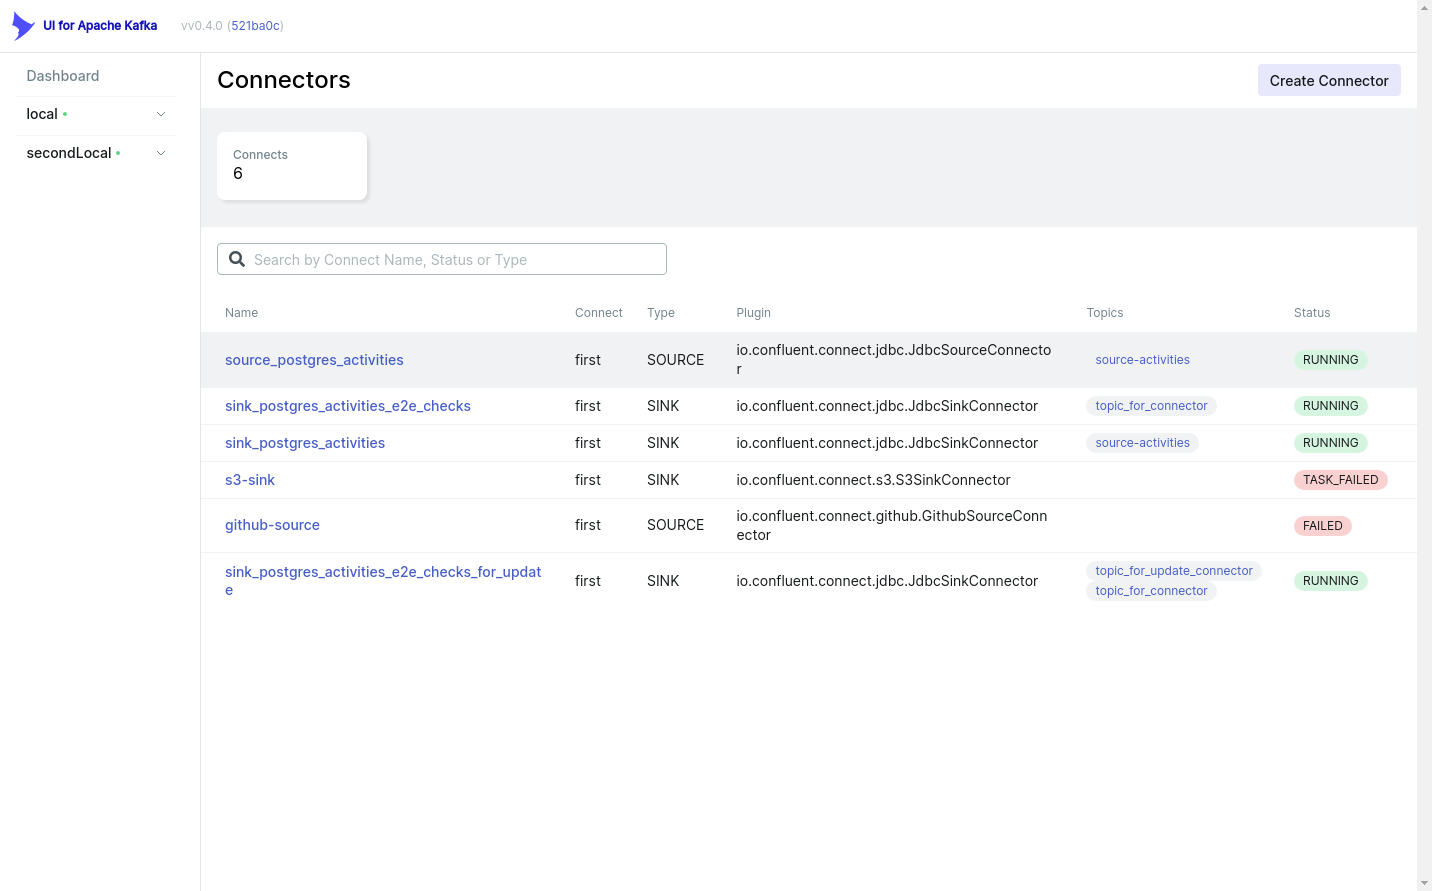 UI for Apache Kafka vv0.4.0 (521ba0c)
Dashboard
local
secondLocal
Connectors
Create Connector
Connects
6
Search by Connect Name, Status or Type
Name Connect Type Plugin Topics Status
source_postgres_activities first SOURCE io.confluent.connect.jdbc.JdbcSourceConnecto
r source-activities RUNNING
sink_postgres_activities_e2e_checks first SINK io.confluent.connect.jdbc.JdbcSinkConnector topic_for_connector RUNNING
sink_postgres_activities first SINK io.confluent.connect.jdbc.JdbcSinkConnector source-activities RUNNING
s3-sink first SINK io.confluent.connect.s3.S3SinkConnector TASK_FAILED
github-source first SOURCE io.confluent.connect.github.GithubSourceConn
ector FAILED
sink_postgres_activities_e2e_checks_for_updat
e first SINK io.confluent.connect.jdbc.JdbcSinkConnector topic_for_update_connector
topic_for_connector RUNNING